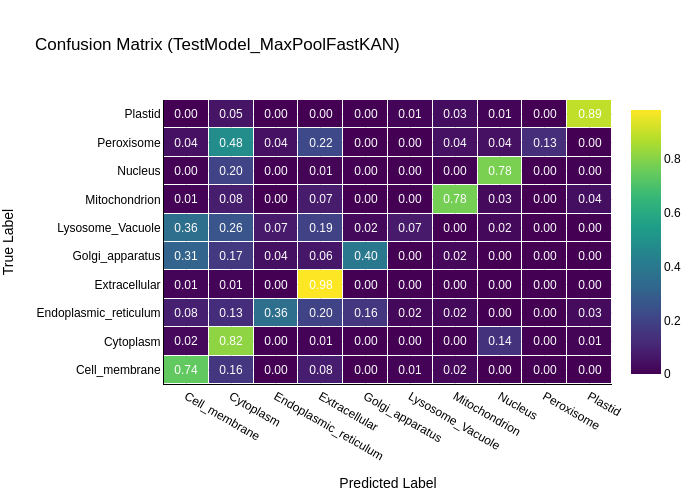 Confusion Matrix (TestModel_MaxPoolFastKAN)
True Label
Plastid 0.00 0.05 0.00 0.00 0.00 0.01 0.03 0.01 0.00 0.89
Peroxisome 0.04 0.48 0.04 0.22 0.00 0.00 0.04 0.04 0.13 0.00
Nucleus 0.00 0.20 0.00 0.01 0.00 0.00 0.00 0.78 0.00 0.00
Mitochondrion 0.01 0.08 0.00 0.07 0.00 0.00 0.78 0.03 0.00 0.04
Lysosome_Vacuole 0.36 0.26 0.07 0.19 0.02 0.07 0.00 0.02 0.00 0.00
Golgi_apparatus 0.31 0.17 0.04 0.06 0.40 0.00 0.02 0.00 0.00 0.00
Extracellular 0.01 0.01 0.00 0.98 0.00 0.00 0.00 0.00 0.00 0.00
Endoplasmic_reticulum 0.08 0.13 0.36 0.20 0.16 0.02 0.02 0.00 0.00 0.03
Cytoplasm 0.02 0.82 0.00 0.01 0.00 0.00 0.00 0.14 0.00 0.01
Cell_membrane 0.74 0.16 0.00 0.08 0.00 0.01 0.02 0.00 0.00 0.00
Cell_membrane Cytoplasm Endoplasmic_reticulum Extracellular Golgi_apparatus Lysosome_Vacuole Mitochondrion Nucleus Peroxisome Plastid
Predicted Label
0.8
0.6
0.4
0.2
0